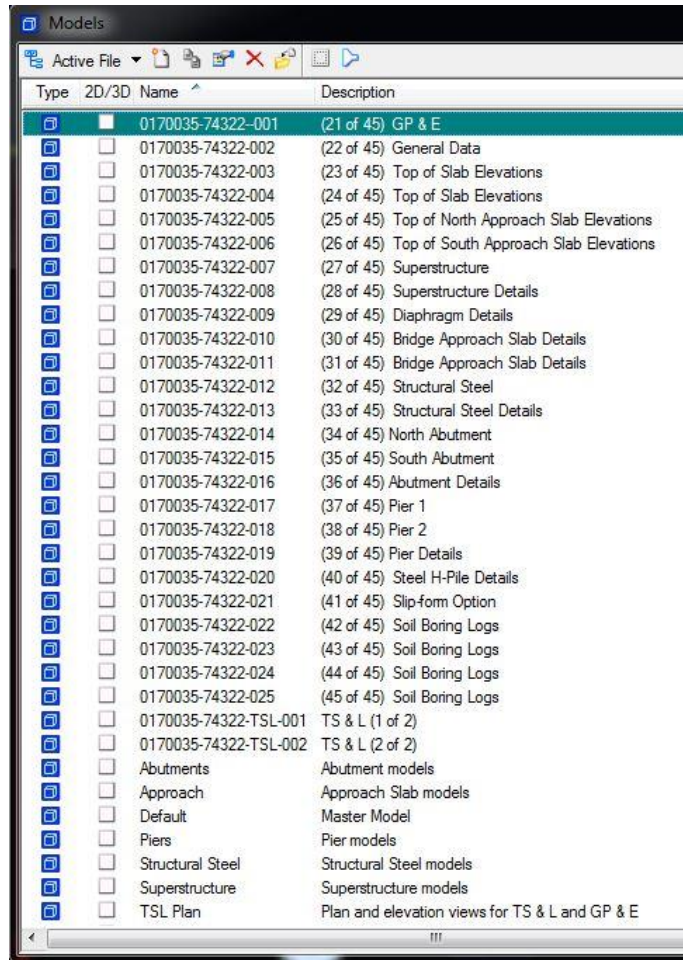 Models
Active File
Type 2D/3D Name Description
0170035-74322--001 (21 of 45) GP & E
0170035-74322-002 (22 of 45) General Data
0170035-74322-003 (23 of 45) Top of Slab Elevations
0170035-74322-004 (24 of 45) Top of Slab Elevations
0170035-74322-005 (25 of 45) Top of North Approach Slab Elevations
0170035-74322-006 (26 of 45) Top of South Approach Slab Elevations
0170035-74322-007 (27 of 45) Superstructure
0170035-74322-008 (28 of 45) Superstructure Details
0170035-74322-009 (29 of 45) Diaphragm Details
0170035-74322-010 (30 of 45) Bridge Approach Slab Details
0170035-74322-011 (31 of 45) Bridge Approach Slab Details
0170035-74322-012 (32 of 45) Structural Steel
0170035-74322-013 (33 of 45) Structural Steel Details
0170035-74322-014 (34 of 45) North Abutment
0170035-74322-015 (35 of 45) South Abutment
0170035-74322-016 (36 of 45) Abutment Details
0170035-74322-017 (37 of 45) Pier 1
0170035-74322-018 (38 of 45) Pier 2
0170035-74322-019 (39 of 45) Pier Details
0170035-74322-020 (40 of 45) Steel H-Pile Details
0170035-74322-021 (41 of 45) Slip-form Option
0170035-74322-022 (42 of 45) Soil Boring Logs
0170035-74322-023 (43 of 45) Soil Boring Logs
0170035-74322-024 (44 of 45) Soil Boring Logs
0170035-74322-025 (45 of 45) Soil Boring Logs
0170035-74322-TSL-001 TS & L (1 of 2)
0170035-74322-TSL-002 TS & L (2 of 2)
Abutments Abutment models
Approach Approach Slab models
Default Master Model
Piers Pier models
Structural Steel Structural Steel models
Superstructure Superstructure models
TSL Plan Plan and elevation views for TS & L and GP & E